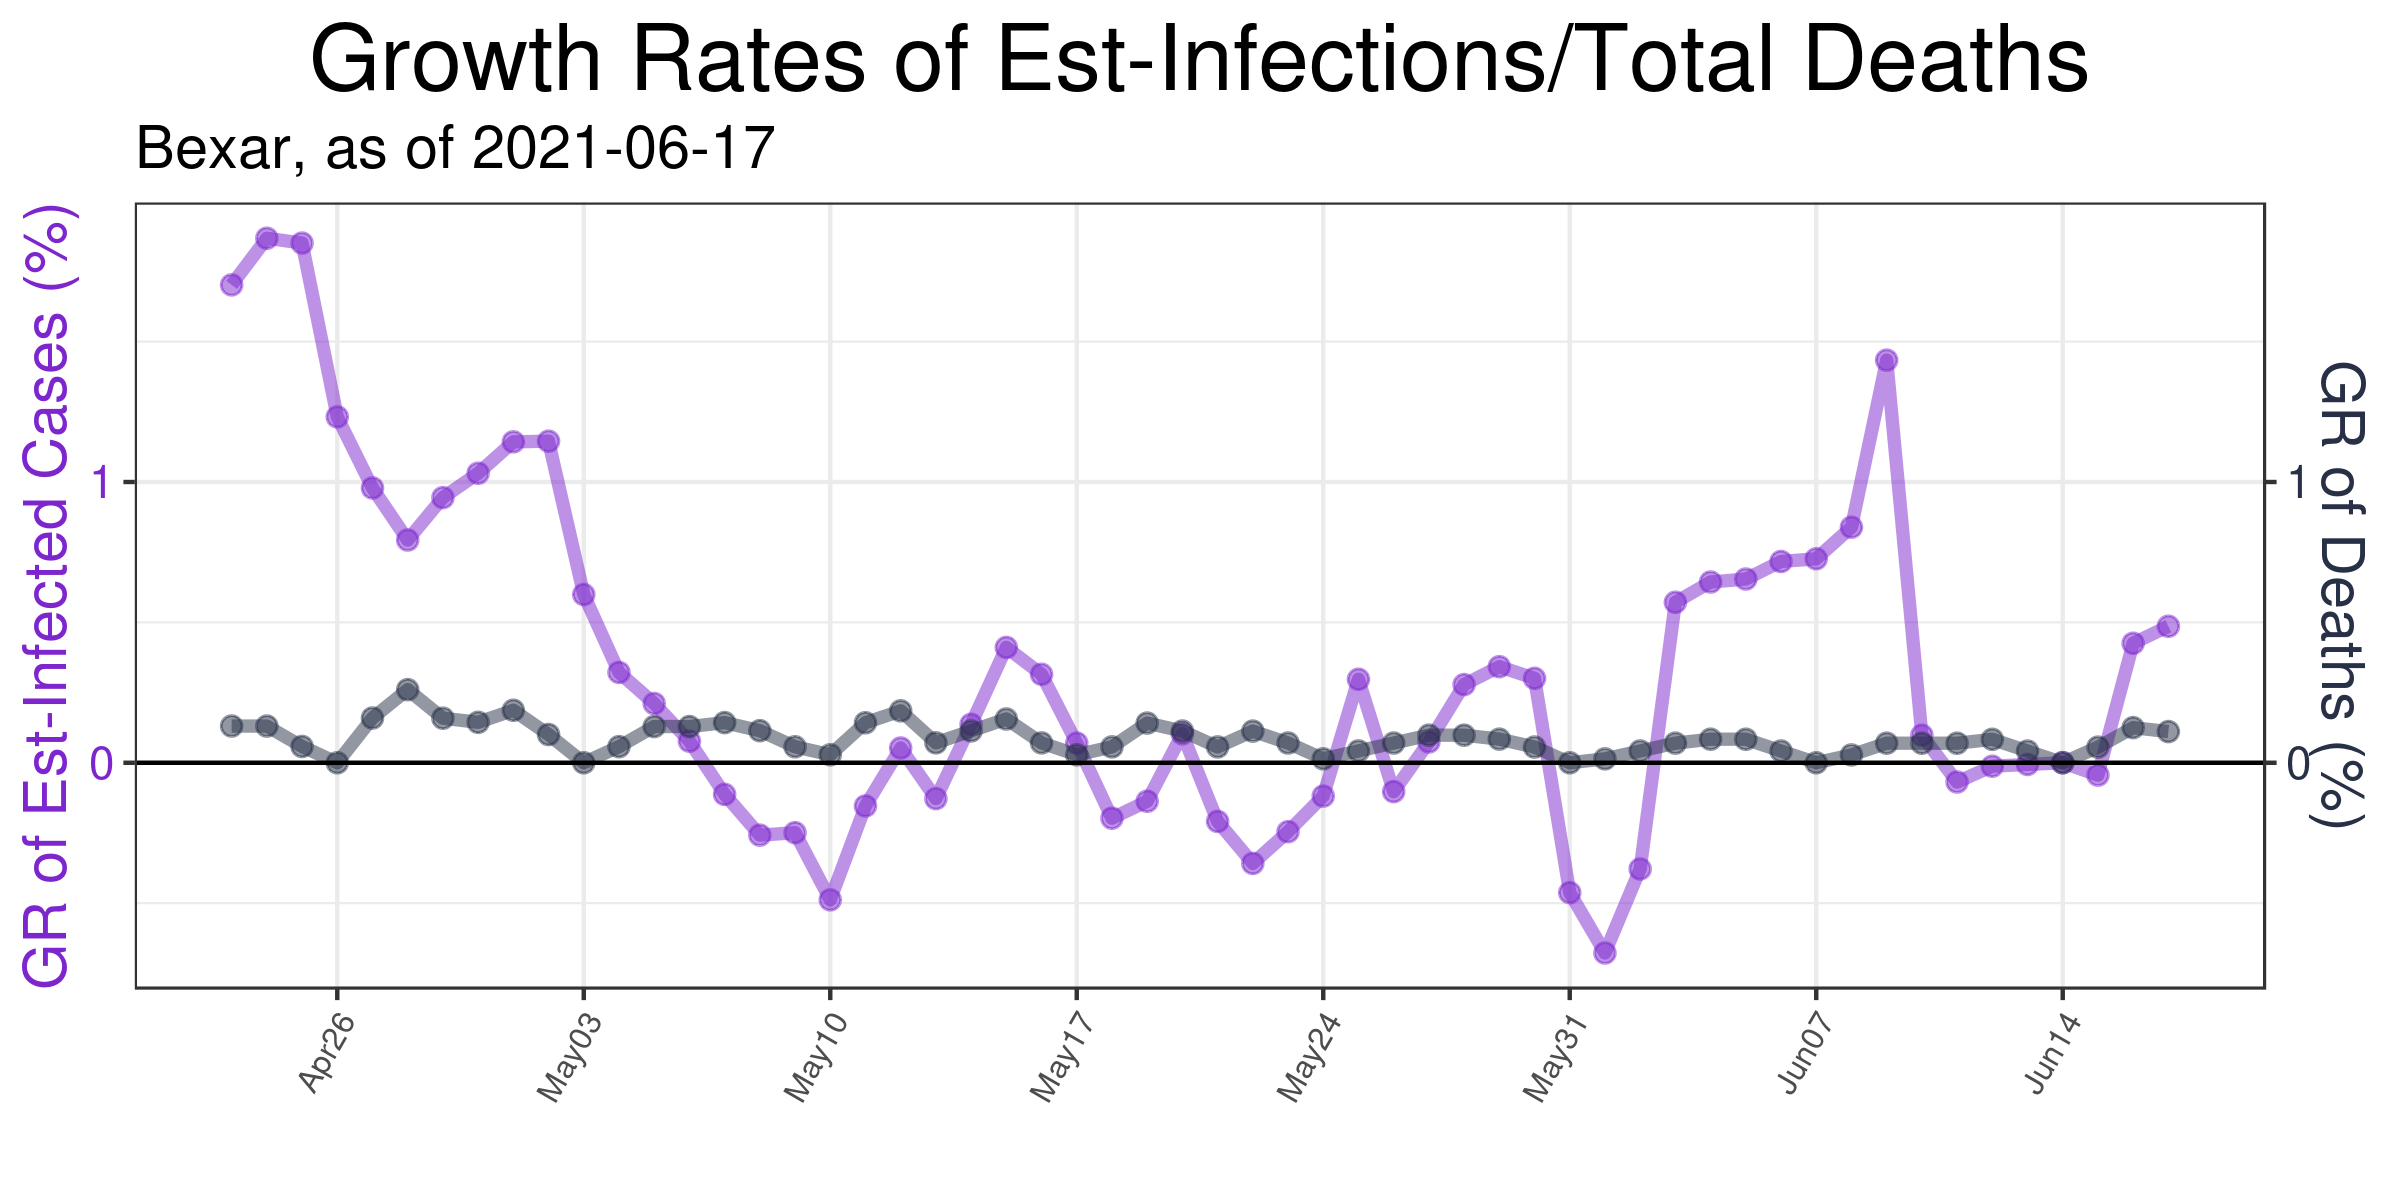 Growth Rates of Est-Infections/Total Deaths
Bexar, as of 2021-06-17
GR of Est-Infected Cases (%)
1
0
GR of Deaths (%)
1
0
Apr26
May03
May10
May17
May24
May31
Jun07
Jun14